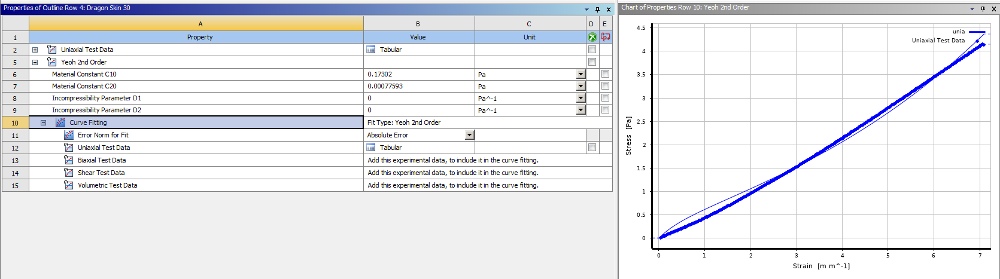 Properties of Outline Row 4: Dragon Skin 30
A B C D E
1 Property Value Unit
2 Uniaxial Test Data Tabular
5 Yeoh 2nd Order
6 Material Constant C10 0.17302 Pa
7 Material Constant C20 0.00077593 Pa
8 Incompressibility Parameter D1 0 Pa^-1
9 Incompressibility Parameter D2 0 Pa^-1
10 Curve Fitting Fit Type: Yeoh 2nd Order
11 Error Norm for Fit Absolute Error
12 Uniaxial Test Data Tabular
13 Biaxial Test Data Add this experimental data, to include it in the curve fitting.
14 Shear Test Data Add this experimental data, to include it in the curve fitting.
15 Volumetric Test Data Add this experimental data, to include it in the curve fitting.
Chart of Properties Row 10: Yeoh 2nd Order
unia
Uniaxial Test Data
4.5
4
3.5
3
2.5
2
1.5
1
0.5
0
Stress [Pa]
0 1 2 3 4 5 6 7
Strain [m m^-1]